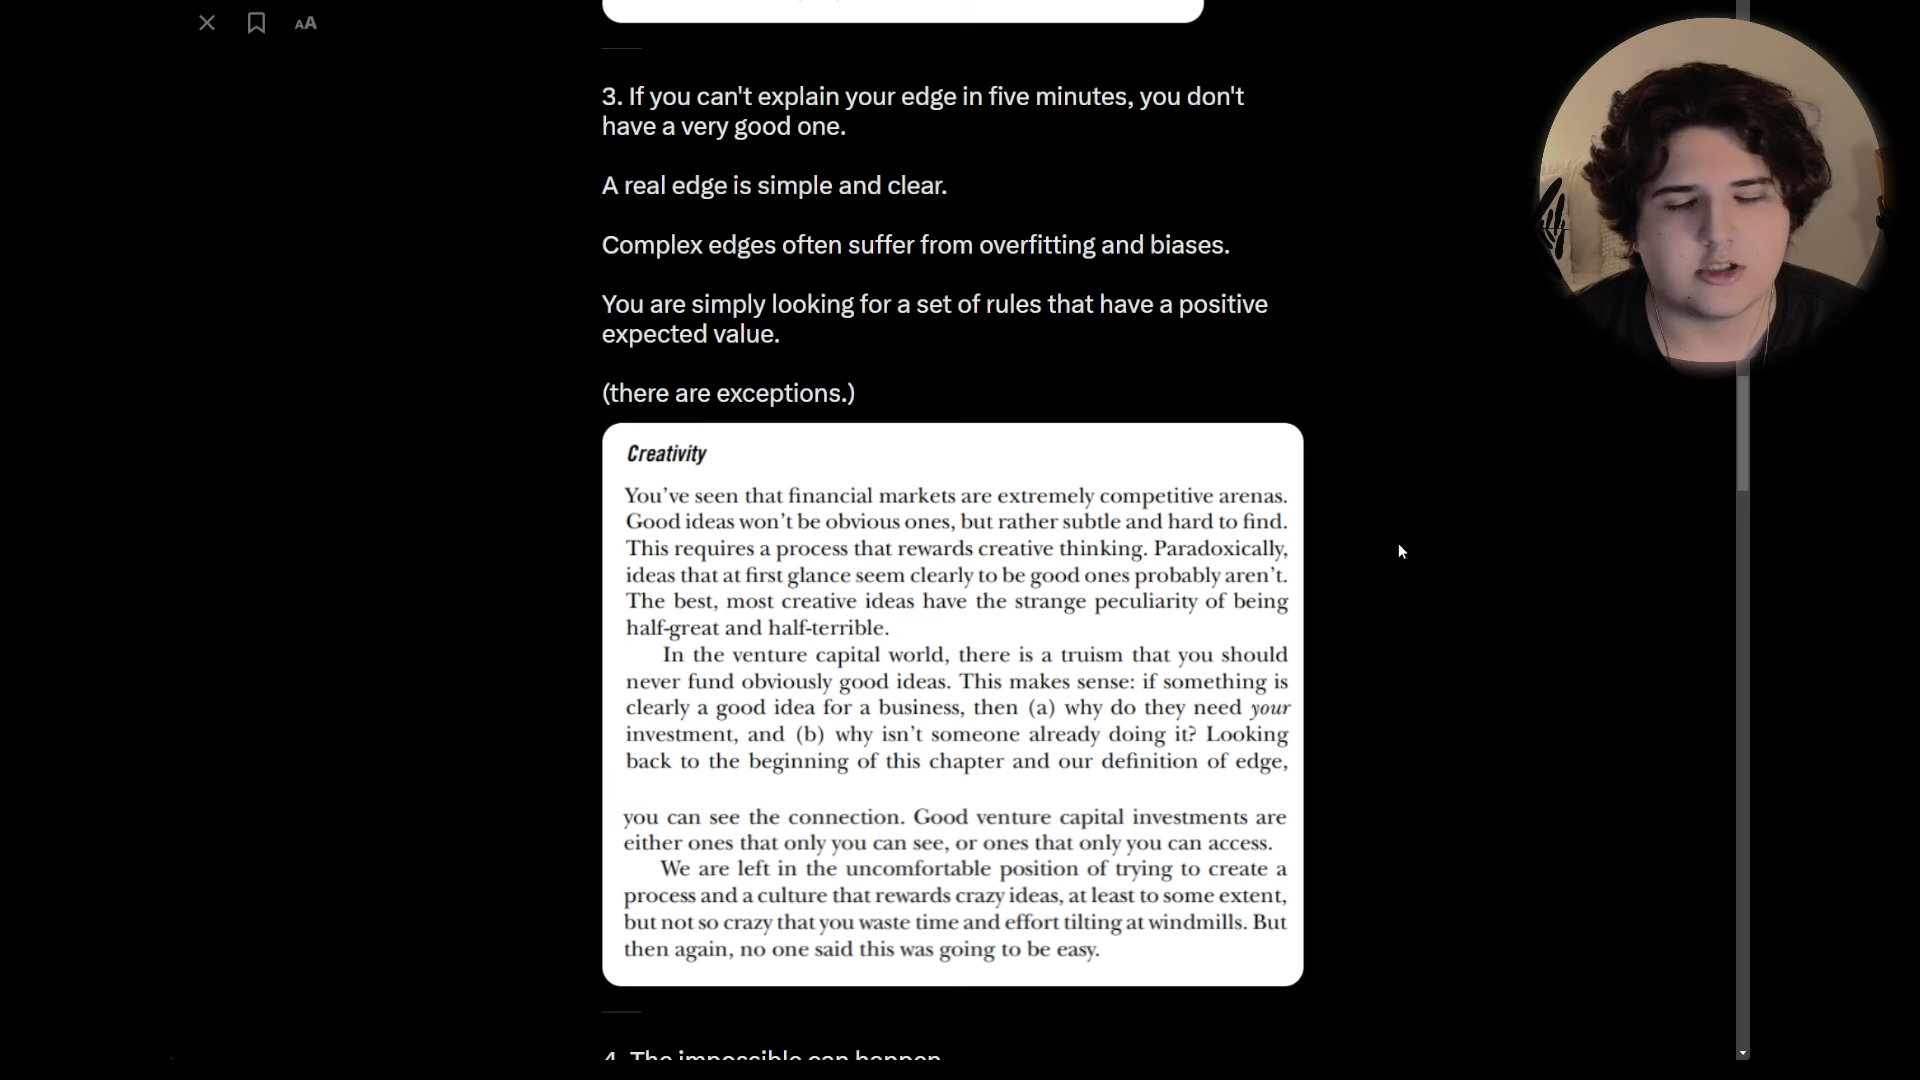 AA
3. If you can't explain your edge in five minutes, you don't
have a very good one.
A real edge is simple and clear.
Complex edges often suffer from overfitting and biases.
You are simply looking for a set of rules that have a positive
expected value.
(there are exceptions.)
Creativity
You've seen that financial markets are extremely competitive arenas.
Good ideas won't be obvious ones, but rather subtle and hard to find.
This requires a process that rewards creative thinking. Paradoxically,
ideas that at first glance seem clearly to be good ones probably aren't.
The best, most creative ideas have the strange peculiarity of being
half-great and half-terrible.
In the venture capital world, there is a truism that you should
never fund obviously good ideas. This makes sense: if something is
clearly a good idea for a business, then (a) why do they need your
investment, and (b) why isn't someone already doing it? Looking
back to the beginning of this chapter and our definition of edge,
you can see the connection. Good venture capital investments are
either ones that only you can see, or ones that only you can access.
We are left in the uncomfortable position of trying to create a
process and a culture that rewards crazy ideas, at least to some extent,
but not so crazy that you waste time and effort tilting at windmills. But
then again, no one said this was going to be easy.
4. The impossible can happen